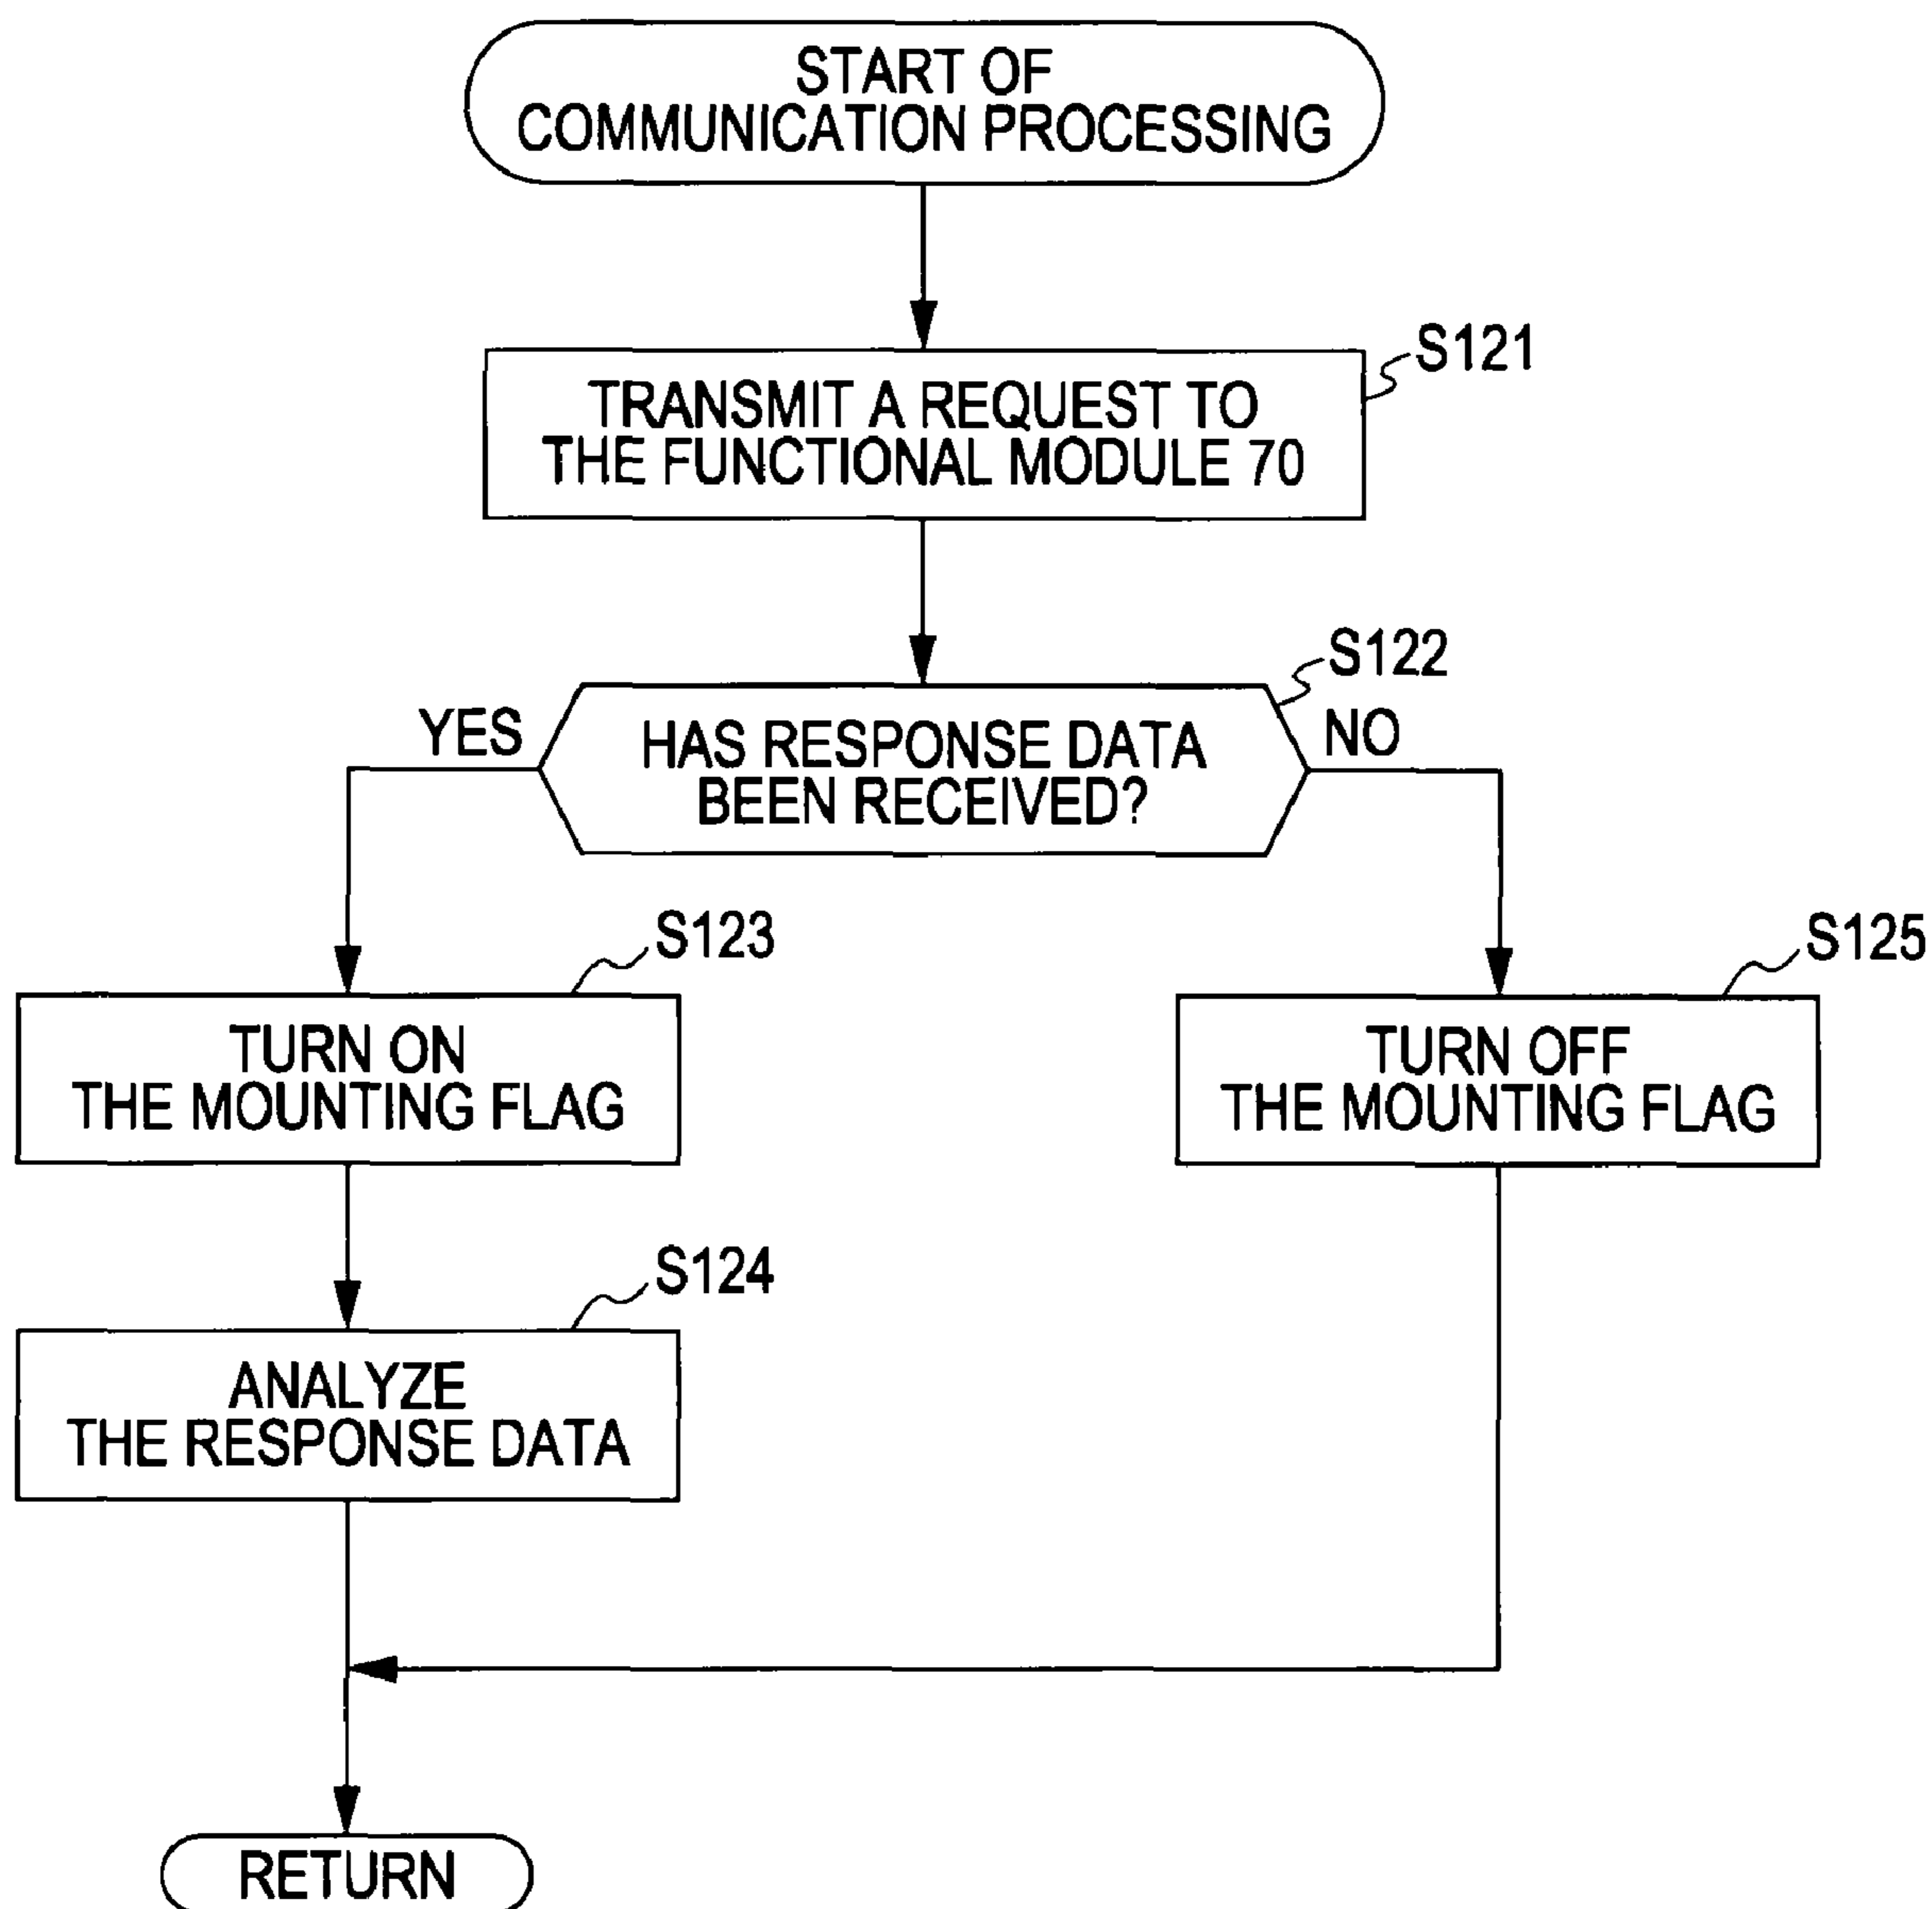 START OF
COMMUNICATION PROCESSING
S121
TRANSMIT A REQUEST TO
THE FUNCTIONAL MODULE 70
S122
YES
HAS RESPONSE DATA
BEEN RECEIVED?
NO
S123
TURN ON
THE MOUNTING FLAG
S125
TURN OFF
THE MOUNTING FLAG
S124
ANALYZE
THE RESPONSE DATA
RETURN